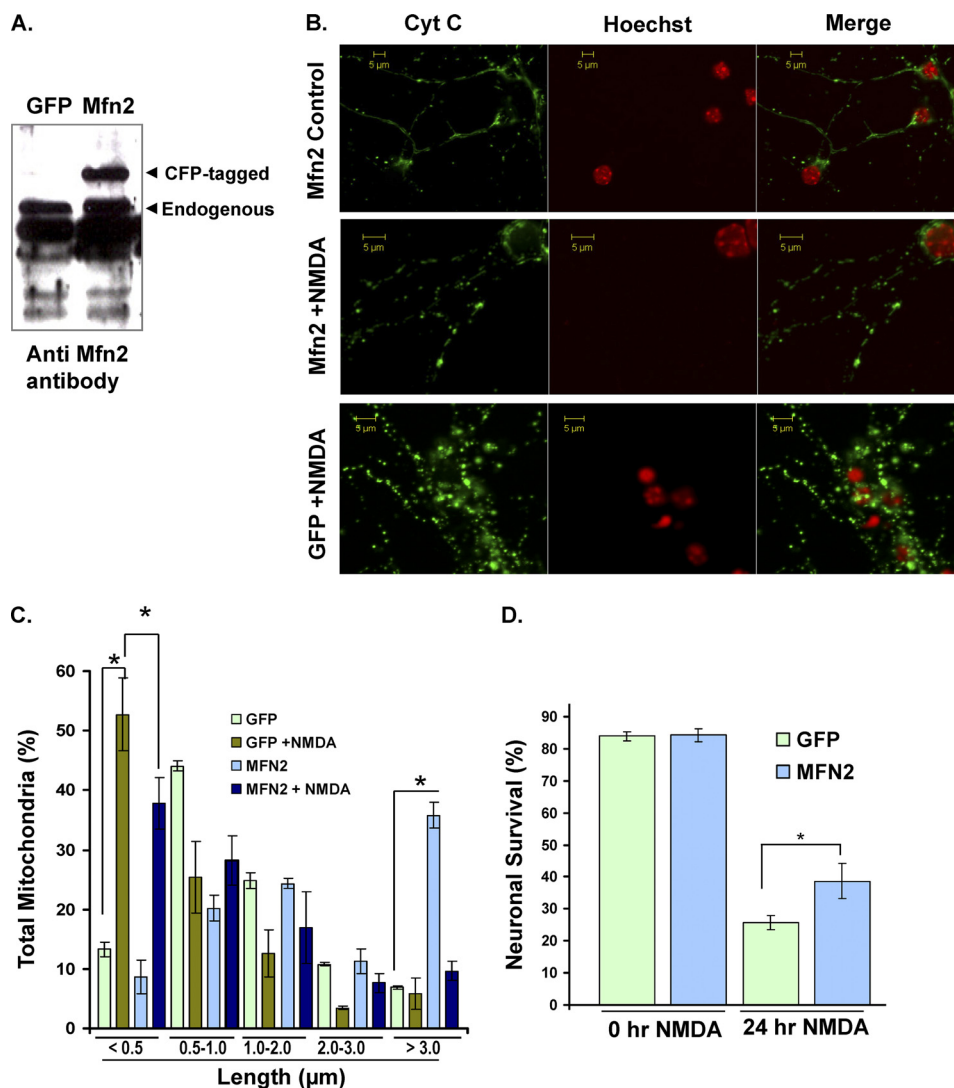 A.
GFP Mfn2
CFP-tagged
Endogenous
Anti Mfn2
antibody
B.
Cyt C
Hoechst
Merge
Mfn2 Control
5 µm
5 µm
5 µm
Mfn2 +NMDA
5 µm
5 µm
5 µm
GFP +NMDA
5 µm
5 µm
5 µm
C.
*
*
*
GFP
GFP +NMDA
MFN2
MFN2 + NMDA
Total Mitochondria (%)
60
50
40
30
20
10
0
< 0.5
0.5-1.0
1.0-2.0
2.0-3.0
> 3.0
Length (µm)
D.
GFP
MFN2
*
Neuronal Survival (%)
90
80
70
60
50
40
30
20
10
0
0 hr NMDA
24 hr NMDA